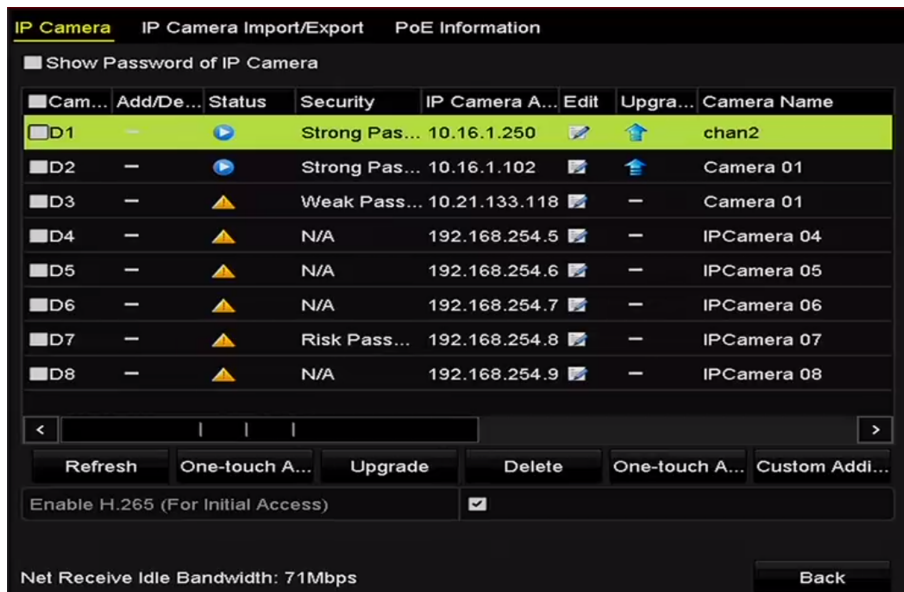 IP Camera IP Camera Import/Export PoE Information
Show Password of IP Camera
Cam... Add/De... Status Security IP Camera A... Edit Upgra... Camera Name
D1 – Strong Pas... 10.16.1.250 chan2
D2 – Strong Pas... 10.16.1.102 Camera 01
D3 – Weak Pass... 10.21.133.118 – Camera 01
D4 – N/A 192.168.254.5 – IPCamera 04
D5 – N/A 192.168.254.6 – IPCamera 05
D6 – N/A 192.168.254.7 – IPCamera 06
D7 – Risk Pass... 192.168.254.8 – IPCamera 07
D8 – N/A 192.168.254.9 – IPCamera 08
< >
Refresh One-touch A... Upgrade Delete One-touch A... Custom Addi...
Enable H.265 (For Initial Access)
Net Receive Idle Bandwidth: 71Mbps Back